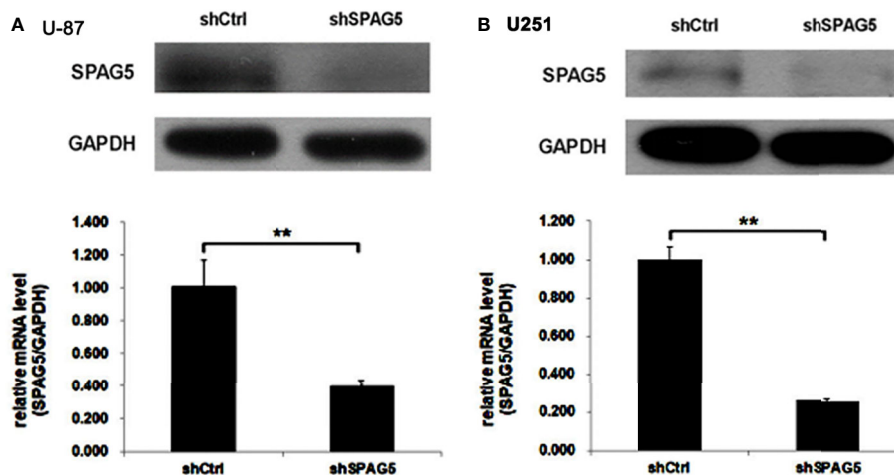 A U-87
shCtrl shSPAG5
SPAG5
GAPDH
relative mRNA level
(SPAG5/GAPDH)
1.400
1.200
1.000
0.800
0.600
0.400
0.200
0.000
**
shCtrl shSPAG5
B U251
shCtrl shSPAG5
SPAG5
GAPDH
relative mRNA level
(SPAG5/GAPDH)
1.200
1.000
0.800
0.600
0.400
0.200
0.000
**
shCtrl shSPAG5